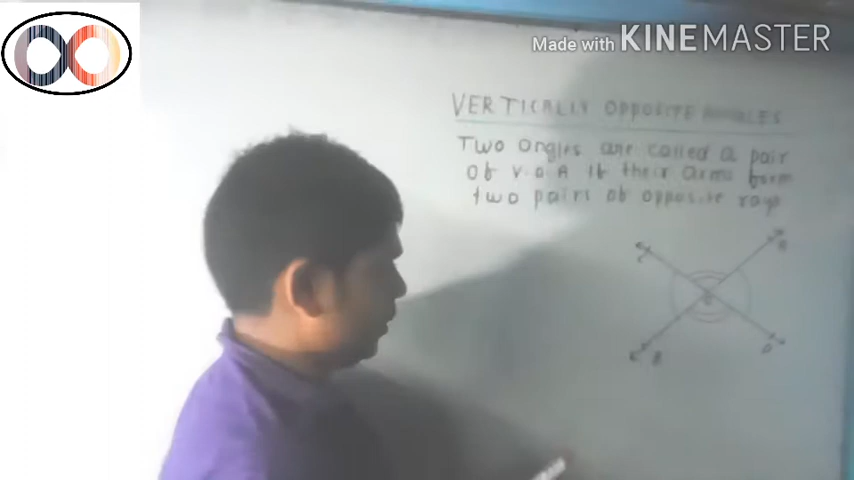 Made with KINEMASTER
VERTICALLY OPPOSITE ANGLES
Two angles are called a pair
of V.O.A If their arms form
two pairs of opposite rays
C
A
O
B
D